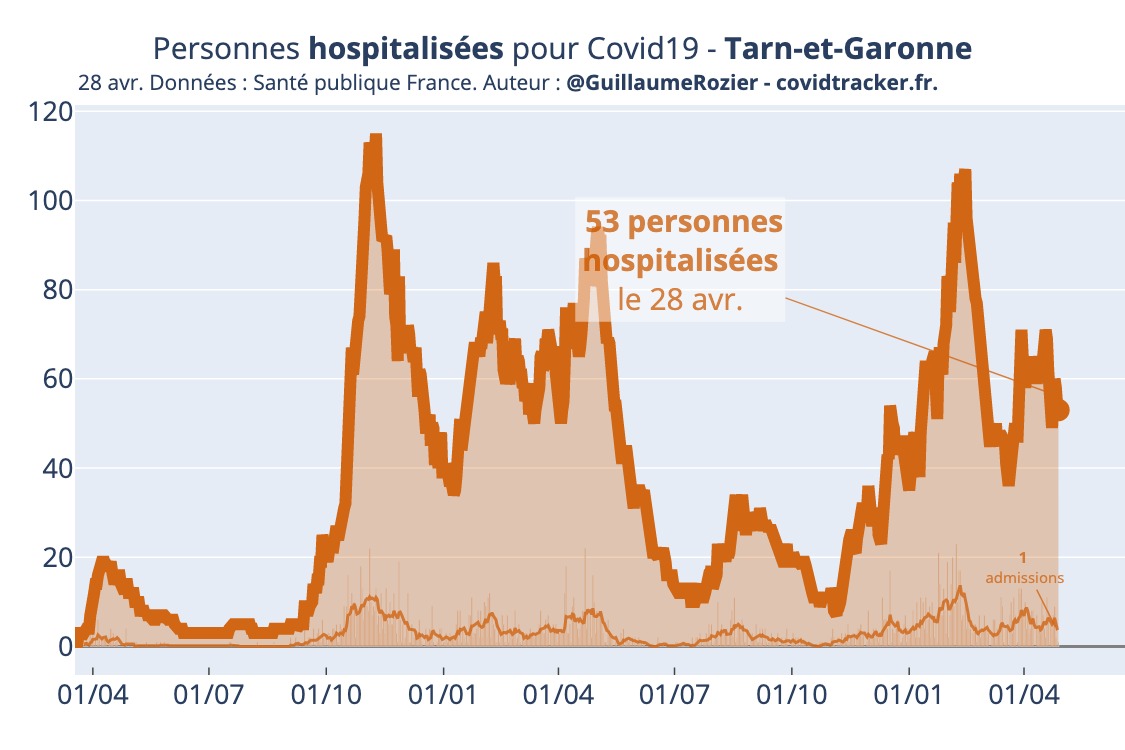 Personnes hospitalisées pour Covid19 - Tarn-et-Garonne
28 avr. Données : Santé publique France. Auteur : @GuillaumeRozier - covidtracker.fr.
120
100
80
60
40
20
0
53 personnes
hospitalisées
le 28 avr.
1
admissions
01/04 01/07 01/10 01/01 01/04 01/07 01/10 01/01 01/04